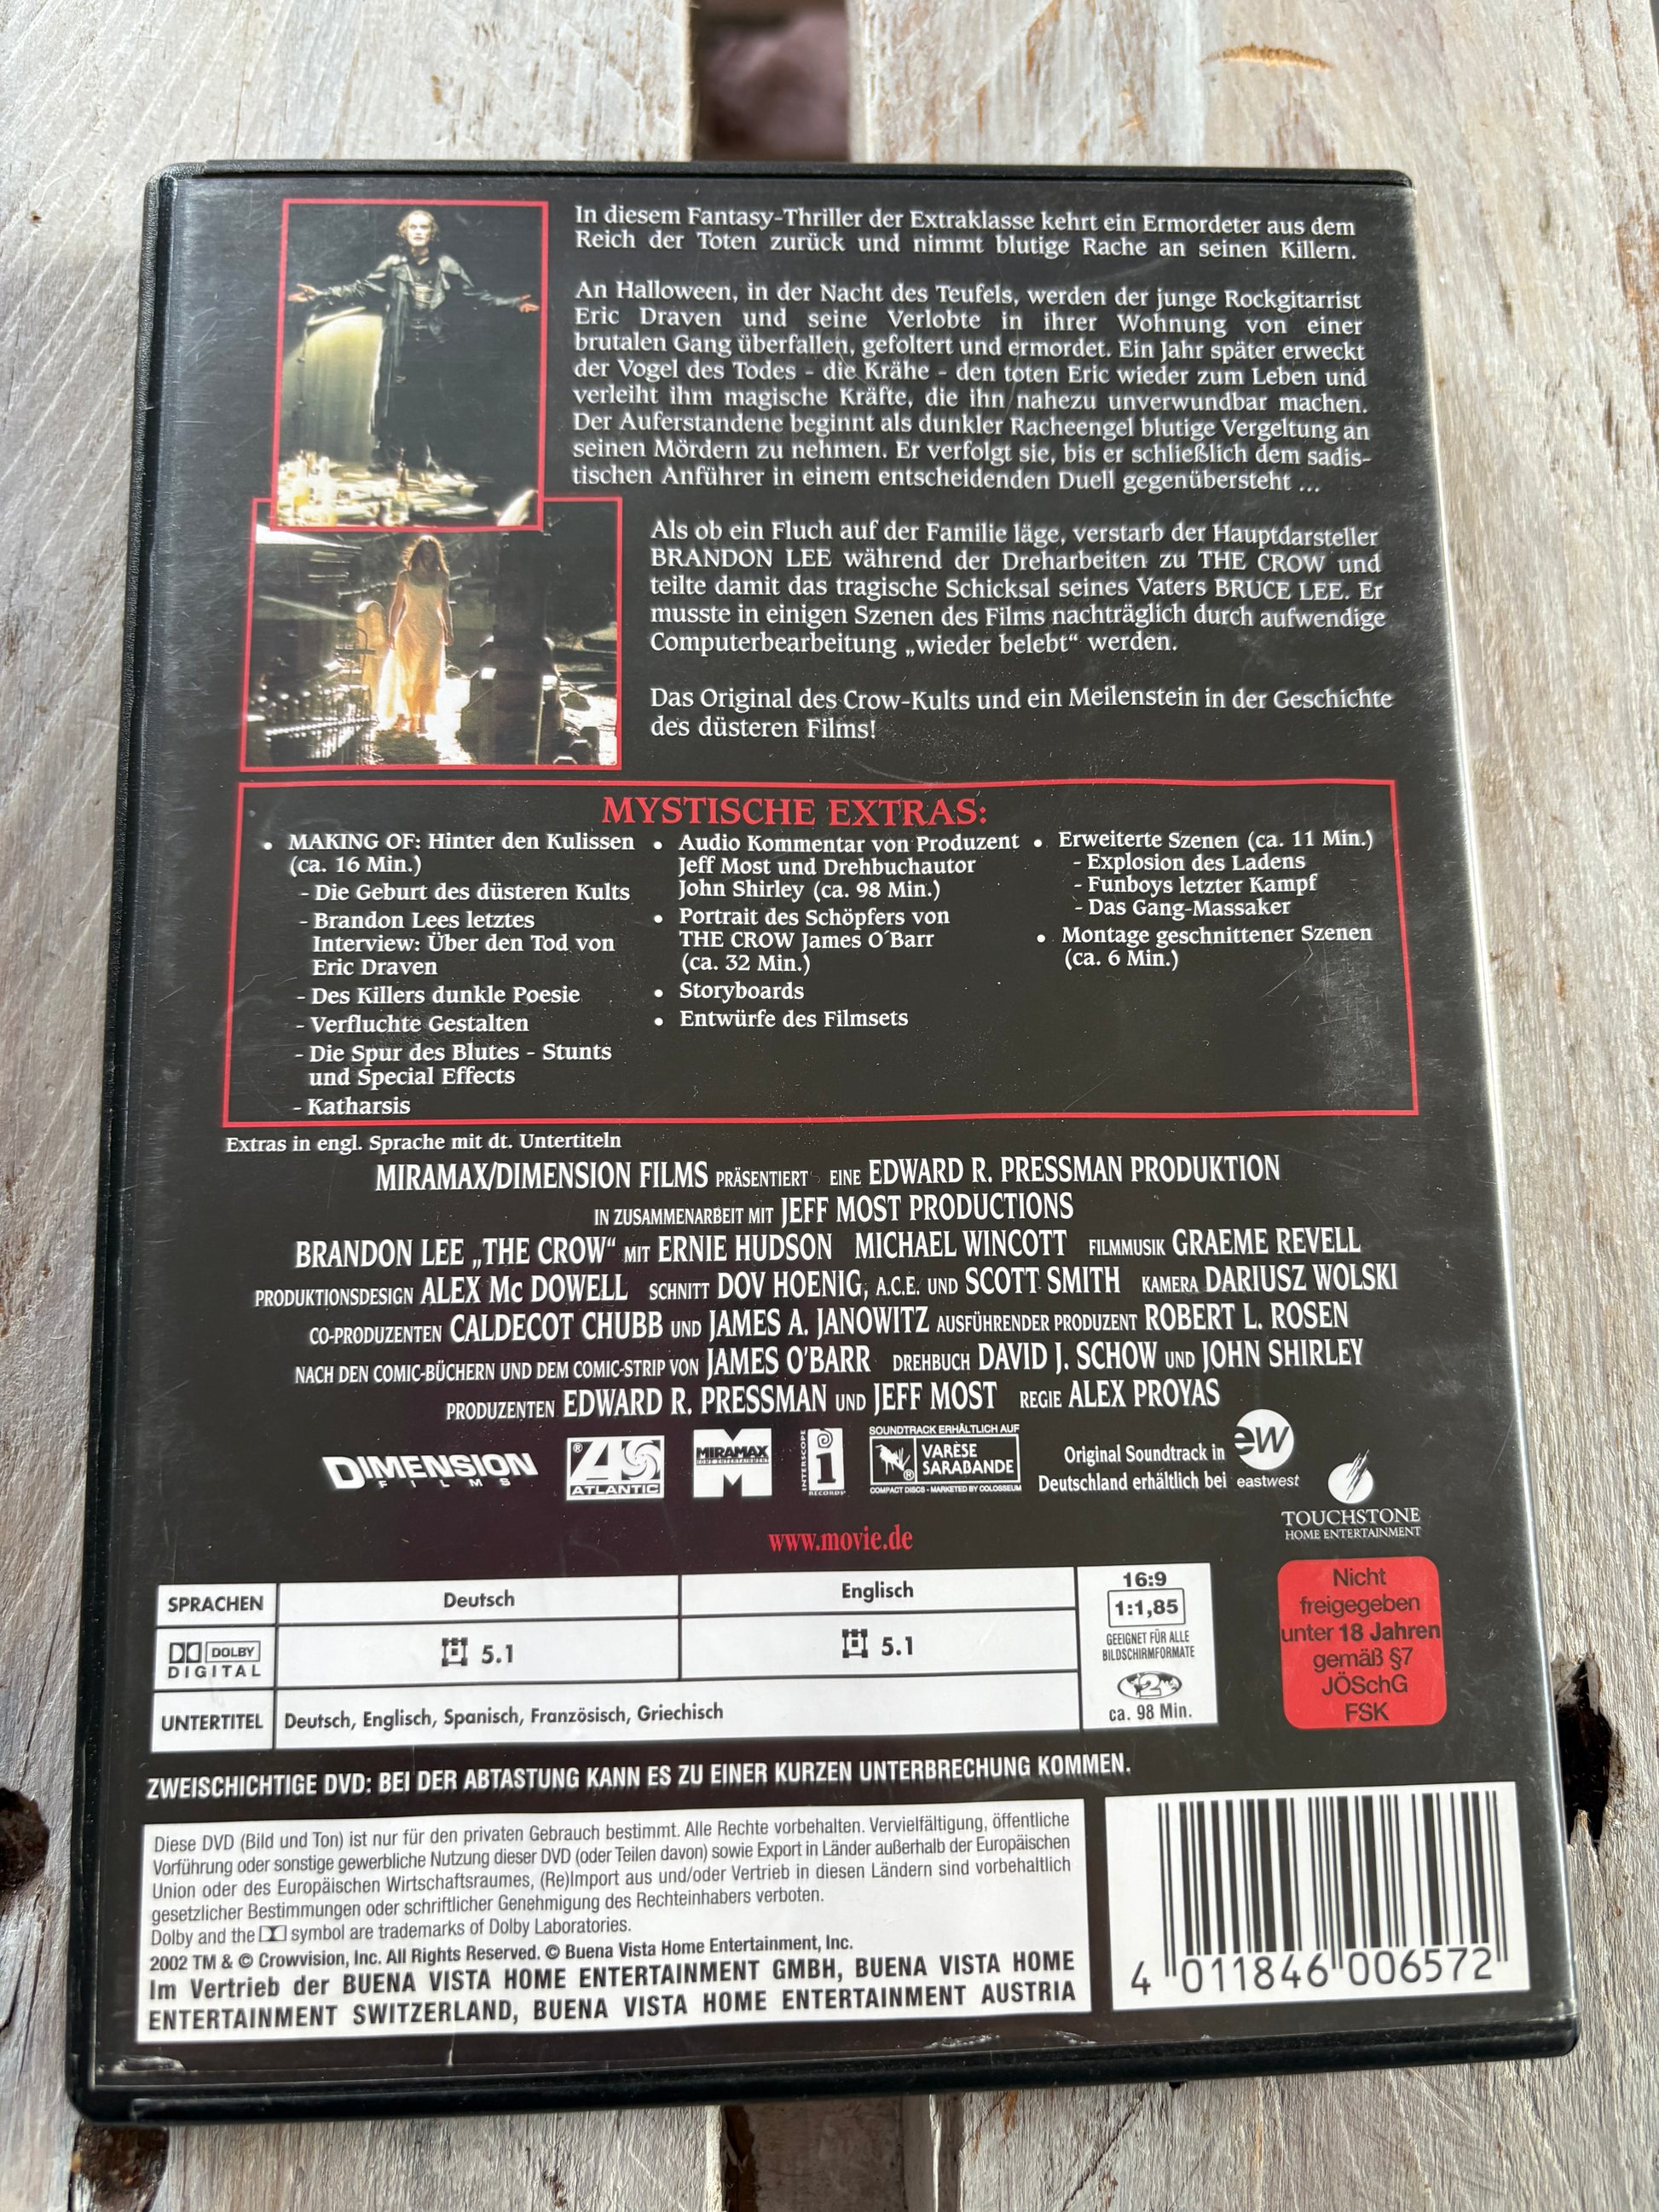 In diesem Fantasy-Thriller der Extraklasse kehrt ein Ermordeter aus dem
Reich der Toten zurück und nimmt blutige Rache an seinen Killern.
An Halloween, in der Nacht des Teufels, werden der junge Rockgitarrist
Eric Draven und seine Verlobte in ihrer Wohnung von einer
brutalen Gang überfallen, gefoltert und ermordet. Ein Jahr später erweckt
der Vogel des Todes - die Krähe - den toten Eric wieder zum Leben und
verleiht ihm magische Kräfte, die ihn nahezu unverwundbar machen.
Der Auferstandene beginnt als dunkler Racheengel blutige Vergeltung an
seinen Mördern zu nehmen. Er verfolgt sie, bis er schließlich dem sadis-
tischen Anführer in einem entscheidenden Duell gegenübersteht ...
Als ob ein Fluch auf der Familie läge, verstarb der Hauptdarsteller
BRANDON LEE während der Dreharbeiten zu THE CROW und
teilte damit das tragische Schicksal seines Vaters BRUCE LEE. Er
musste in einigen Szenen des Films nachträglich durch aufwendige
Computerbearbeitung „wieder belebt“ werden.
Das Original des Crow-Kults und ein Meilenstein in der Geschichte
des düsteren Films!
MYSTISCHE EXTRAS:
• MAKING OF: Hinter den Kulissen
(ca. 16 Min.)
- Die Geburt des düsteren Kults
- Brandon Lees letztes
Interview: Über den Tod von
Eric Draven
- Des Killers dunkle Poesie
- Verfluchte Gestalten
- Die Spur des Blutes - Stunts
und Special Effects
- Katharsis
• Audio Kommentar von Produzent
Jeff Most und Drehbuchautor
John Shirley (ca. 98 Min.)
• Portrait des Schöpfers von
THE CROW James O´Barr
(ca. 32 Min.)
• Storyboards
• Entwürfe des Filmsets
• Erweiterte Szenen (ca. 11 Min.)
- Explosion des Ladens
- Funboys letzter Kampf
- Das Gang-Massaker
• Montage geschnittener Szenen
(ca. 6 Min.)
Extras in engl. Sprache mit dt. Untertiteln
MIRAMAX/DIMENSION FILMS PRÄSENTIERT EINE EDWARD R. PRESSMAN PRODUKTION
IN ZUSAMMENARBEIT MIT JEFF MOST PRODUCTIONS
BRANDON LEE „THE CROW“ MIT ERNIE HUDSON MICHAEL WINCOTT FILMMUSIK GRAEME REVELL
PRODUKTIONSDESIGN ALEX Mc DOWELL SCHNITT DOV HOENIG, A.C.E. UND SCOTT SMITH KAMERA DARIUSZ WOLSKI
CO-PRODUZENTEN CALDECOT CHUBB UND JAMES A. JANOWITZ AUSFÜHRENDER PRODUZENT ROBERT L. ROSEN
NACH DEN COMIC-BÜCHERN UND DEM COMIC-STRIP VON JAMES O'BARR DREHBUCH DAVID J. SCHOW UND JOHN SHIRLEY
PRODUZENTEN EDWARD R. PRESSMAN UND JEFF MOST REGIE ALEX PROYAS
DIMENSION
FILMS
®
ATLANTIC
MIRAMAX
HOME ENTERTAINMENT
INTERSCOPE
i
RECORDS
SOUNDTRACK ERHÄLTLICH AUF
VARÈSE
SARABANDE
®
COMPACT DISCS - MARKETED BY COLOSSEUM
Original Soundtrack in
Deutschland erhältlich bei
ew
eastwest
TOUCHSTONE
HOME ENTERTAINMENT
www.movie.de
SPRACHEN Deutsch Englisch
DOLBY
DIGITAL
5.1 5.1
UNTERTITEL Deutsch, Englisch, Spanisch, Französisch, Griechisch
16:9
1:1,85
GEEIGNET FÜR ALLE
BILDSCHIRMFORMATE
2
ca. 98 Min.
Nicht
freigegeben
unter 18 Jahren
gemäß §7
JÖSchG
FSK
ZWEISCHICHTIGE DVD: BEI DER ABTASTUNG KANN ES ZU EINER KURZEN UNTERBRECHUNG KOMMEN.
Diese DVD (Bild und Ton) ist nur für den privaten Gebrauch bestimmt. Alle Rechte vorbehalten. Vervielfältigung, öffentliche
Vorführung oder sonstige gewerbliche Nutzung dieser DVD (oder Teilen davon) sowie Export in Länder außerhalb der Europäischen
Union oder des Europäischen Wirtschaftsraumes, (Re)Import aus und/oder Vertrieb in diesen Ländern sind vorbehaltlich
gesetzlicher Bestimmungen oder schriftlicher Genehmigung des Rechteinhabers verboten.
Dolby and the symbol are trademarks of Dolby Laboratories.
2002 TM & © Crowvision, Inc. All Rights Reserved. © Buena Vista Home Entertainment, Inc.
Im Vertrieb der BUENA VISTA HOME ENTERTAINMENT GMBH, BUENA VISTA HOME
ENTERTAINMENT SWITZERLAND, BUENA VISTA HOME ENTERTAINMENT AUSTRIA
4 011846 006572